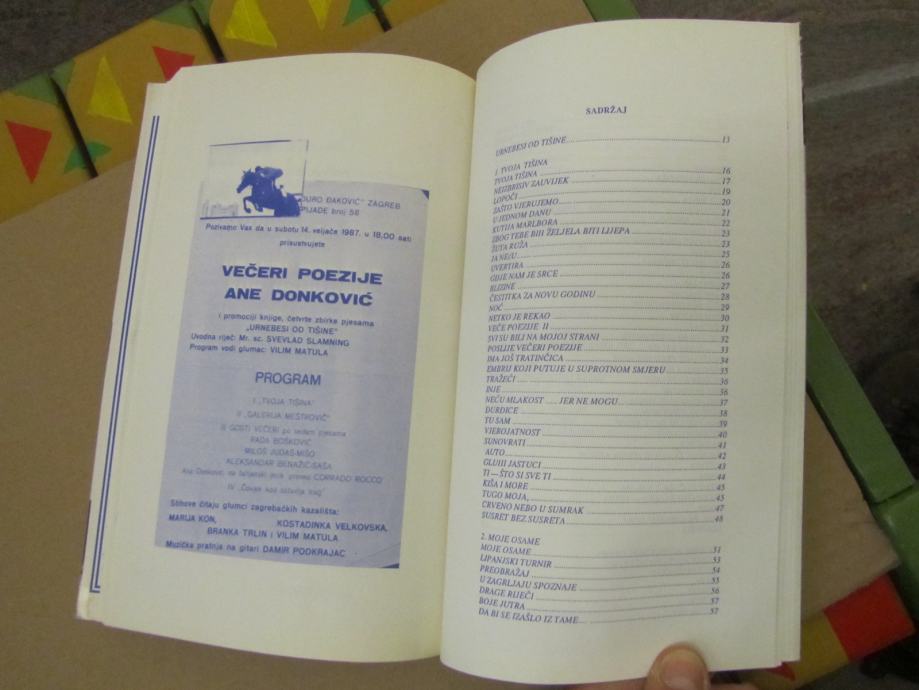 „ĐURO ĐAKOVIĆ" ZAGREB
PIJADE broj 58
Pozivamo Vas da u subotu 14. veljače 1987. u 18,00 sati
prisustvujete
VEČERI POEZIJE
ANE DONKOVIĆ
i promociji knjige, četvrte zbirke pjesama
„URNEBESI OD TIŠINE"
Uvodna riječ: Mr. sc. SVEVLAD SLAMNING
Program vodi glumac: VILIM MATULA
PROGRAM
I „TVOJA TIŠINA"
II „GALERIJA MEŠTROVIĆ"
III GOSTI VEČERI po sedam pjesama
RADA BOŠKOVIĆ
MILOŠ JUDAS-MIŠO
ALEKSANDAR BENAŽIĆ/SAŠA
Ana Donković, na talijanski jezik preveo CORRADO ROCCO
IV „Čovjek koji
Stihove čitaju glumci zagrebačkih kazališta:
MARIJA KON, KOSTADINKA VELKOVSKA,
BRANKA TRLIN i VILIM MATULA
Muzička pratnja na gitari DAMIR PODKRAJAC
SADRŽAJ
URNEBESI OD TIŠINE 13
1. TVOJA TIŠINA
TVOJA TIŠINA 16
NEIZBRISIV ZAUVIJEK 17
LOPOČI 19
ZAŠTO VJERUJEMO 20
U JEDNOM DANU 21
KUTIJA MARLBORA 22
ZBOG TEBE BIH ŽELJELA BITI LIJEPA 23
ŽUTA RUŽA 23
JA NE/U 25
UVERTIRA 26
GDJE NAM JE SRCE 26
BLIZINE 27
ČESTITKA ZA NOVU GODINU 28
NOĆ 29
NETKO JE REKAO 30
VEČE POEZIJE II 31
SVI SU BILI NA MOJOJ STRANI 32
POSLIJE VEČERI POEZIJE 33
IMA JOŠ TRATINČICA 34
EMBRIJ KOJI PUTUJE U SUPROTNOM SMJERU 35
TRAŽEĆI 36
INJE 36
NEĆU MLAKOST ..... JER NE MOGU 37
ĐURĐICE 38
TU SAM 39
VJEROJATNOST 40
SUNOVRATI 41
AUTO 42
GLUHI JASTUCI 43
TI — ŠTO SI SVE TI 44
KIŠA I MORE 45
TUGO MOJA, 45
CRVENO NEBO U SUMRAK 47
SUSRET BEZ SUSRETA 48
2. MOJE OSAME
MOJE OSAME 51
LIPANJSKI TURNIR 53
PREOBRAŽAJ 54
U ZAGRLJAJU SPOZNAJE 55
DRAGE RIJEČI 56
BOJE JUTRA 57
DA BI SE IZAŠLO IZ TAME 57